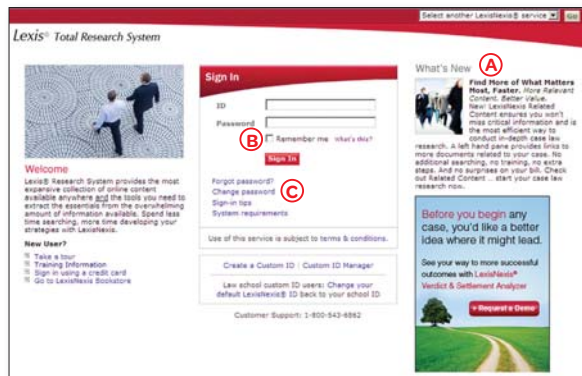 Select another LexisNexis® service
Go
Lexis® Total Research System
Welcome
Lexis® Research System provides the most
expansive collection of online content
available anywhere and the tools you need to
extract the essentials from the overwhelming
amount of information available. Spend less
time searching, more time developing your
strategies with LexisNexis.
New User?
Take a tour
Training Information
Sign in using a credit card
Go to LexisNexis Bookstore
Sign In
ID
Password
B
Remember me What's this?
Sign In
Forgot password?
Change password
C
Sign-in tips
System requirements
Use of this service is subject to terms & conditions.
Create a Custom ID | Custom ID Manager
Law school custom ID users: Change your
default LexisNexis® ID back to your school ID
Customer Support: 1-800-543-6862
What's New
A
Find More of What Matters
Most, Faster. More Relevant
Content. Better Value.
New! LexisNexis Related
Content ensures you won't
miss critical information and is
the most efficient way to
conduct in-depth case law
research. A left hand pane provides links to
more documents related to your case. No
additional searching, no training, no extra
steps. And no surprises on your bill. Check
out Related Content ... start your case law
research now.
Before you begin any
case, you'd like a better
idea where it might lead.
See your way to more successful
outcomes with LexisNexis®
Verdict & Settlement Analyzer
Request a Demo